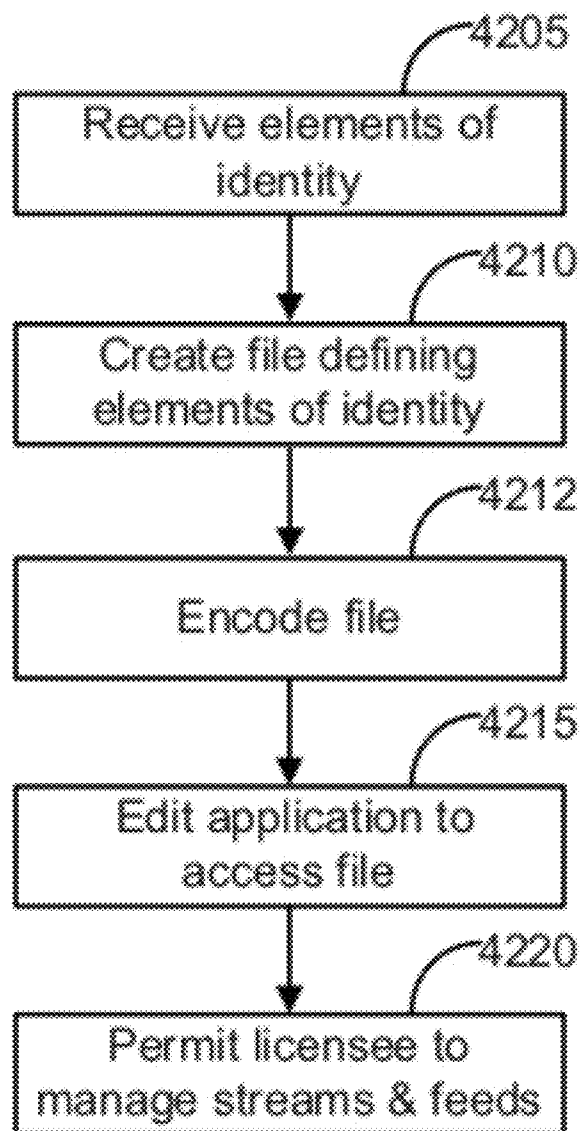 4205
Receive elements of
identity
4210
Create file defining
elements of identity
4212
Encode file
4215
Edit application to
access file
4220
Permit licensee to
manage streams & feeds